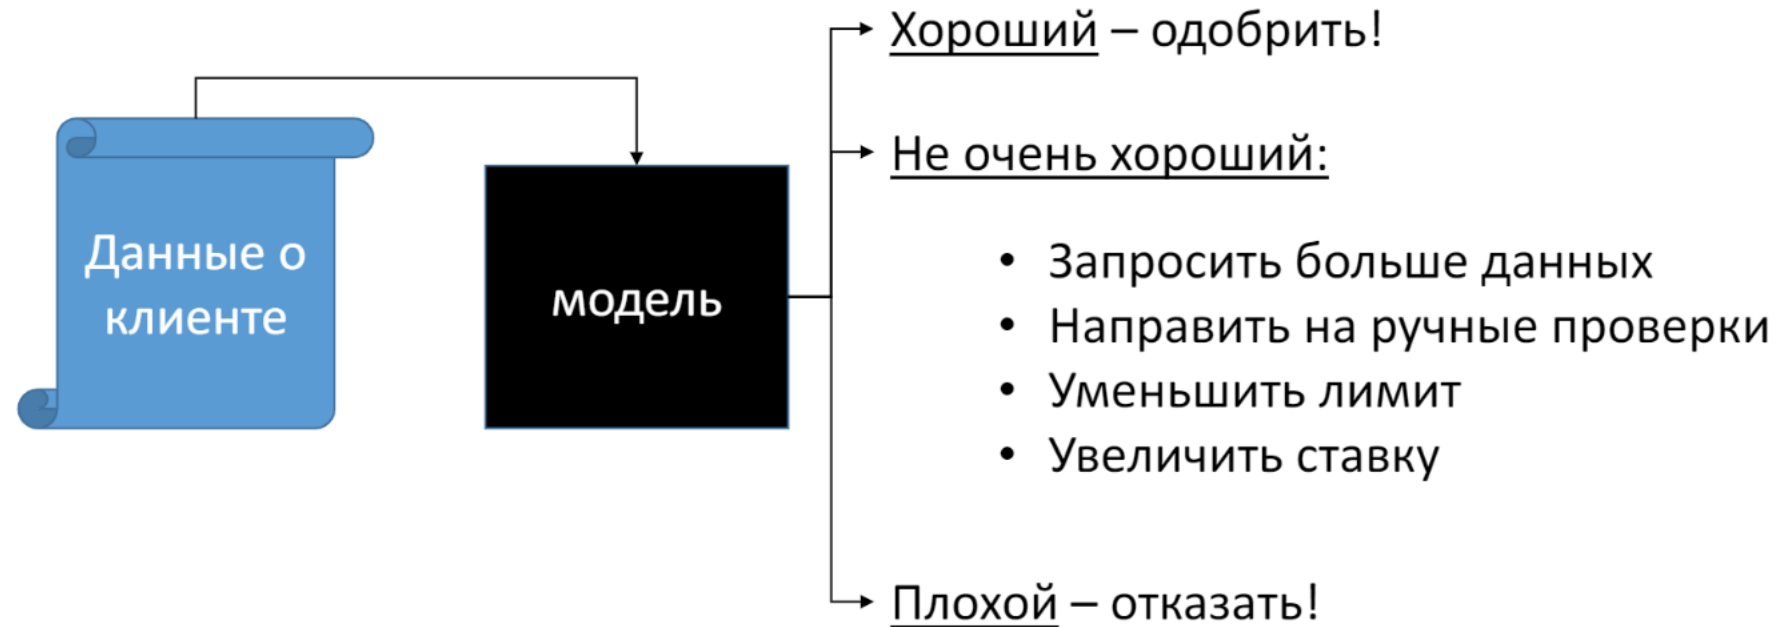 Данные о
клиенте
модель
Хороший – одобрить!
Не очень хороший:
• Запросить больше данных
• Направить на ручные проверки
• Уменьшить лимит
• Увеличить ставку
Плохой – отказать!